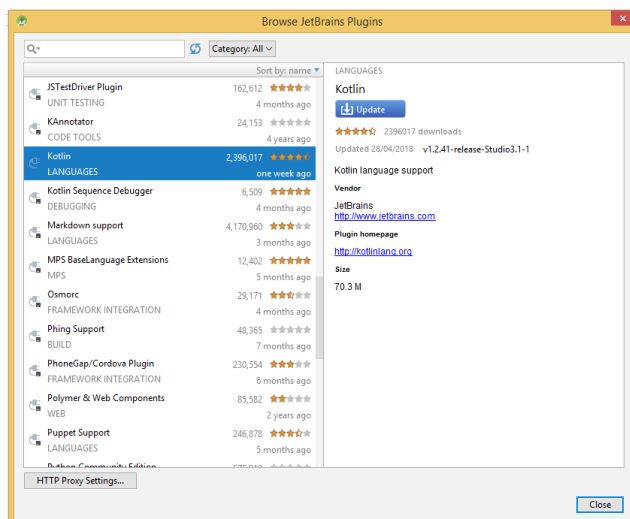 Browse JetBrains Plugins
Category: All
Sort by: name
JSTestDriver Plugin 162,612
UNIT TESTING 4 months ago
KAnnotator 24,153
CODE TOOLS 4 years ago
Kotlin 2,396,017
LANGUAGES one week ago
Kotlin Sequence Debugger 6,509
DEBUGGING 4 months ago
Markdown support 4,170,960
LANGUAGES 3 months ago
MPS BaseLanguage Extensions 12,402
MPS 5 months ago
Osmorc 29,171
FRAMEWORK INTEGRATION 4 months ago
Phing Support 48,365
BUILD 7 months ago
PhoneGap/Cordova Plugin 230,554
FRAMEWORK INTEGRATION 6 months ago
Polymer & Web Components 85,582
WEB 2 years ago
Puppet Support 246,878
LANGUAGES 5 months ago
Python Community Edition
HTTP Proxy Settings...
LANGUAGES
Kotlin
Update
2396017 downloads
Updated 28/04/2018 v1.2.41-release-Studio3.1-1
Kotlin language support
Vendor
JetBrains
http://www.jetbrains.com
Plugin homepage
http://kotlinlang.org
Size
70.3 M
Close